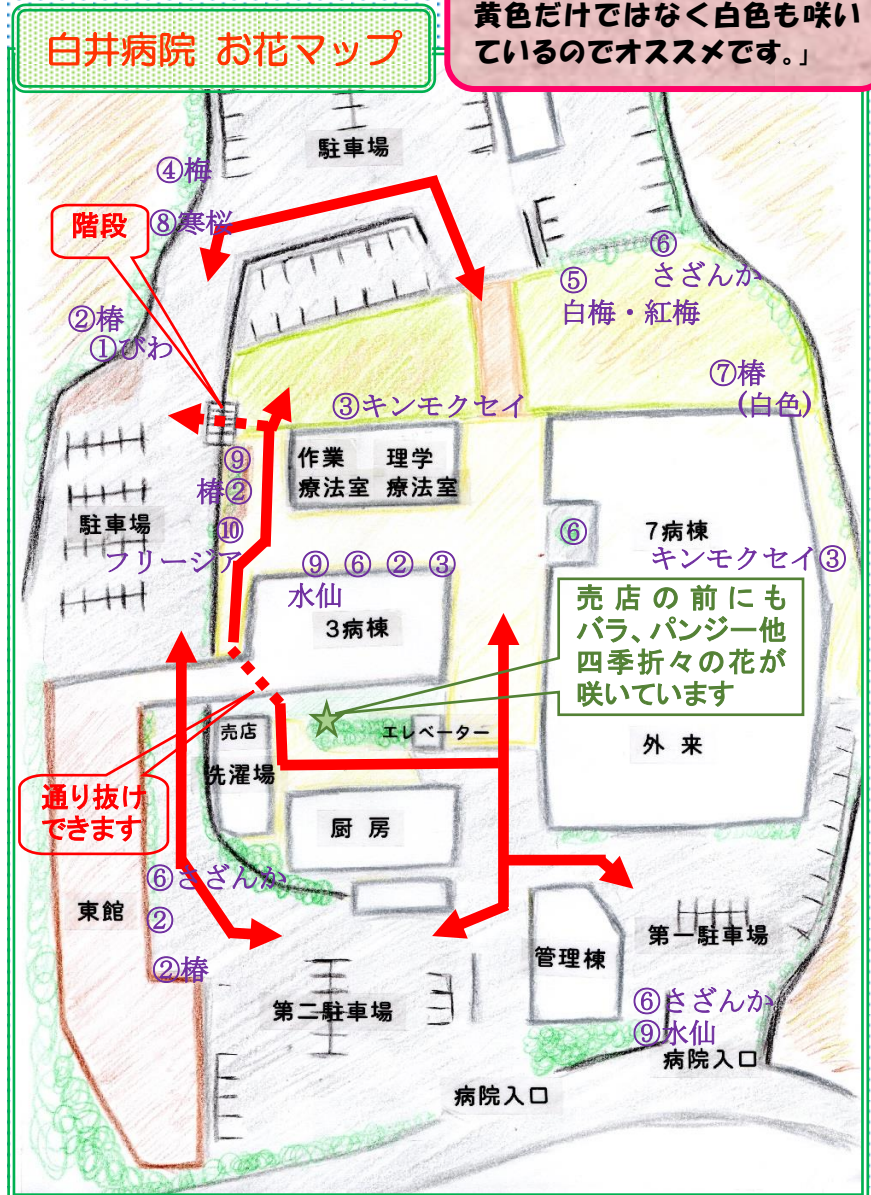 黄色だけではなく白色も咲い
ているのでオススメです。」
白井病院 お花マップ
駐車場
④梅
⑧寒桜
階段
⑥
さざんか
⑤
白梅・紅梅
②椿
①びわ
⑦椿
(白色)
③キンモクセイ
作業 理学
療法室 療法室
⑨
椿②
⑩
フリージア
駐車場
⑥
7病棟
キンモクセイ③
⑨ ⑥ ② ③
水仙
3病棟
売店の前にも
バラ、パンジー他
四季折々の花が
咲いています
売店
エレベーター
洗濯場
外 来
通り抜け
できます
厨 房
⑥さざんか
東館
②
②椿
管理棟
第一駐車場
第二駐車場
⑥さざんか
⑨水仙
病院入口
病院入口